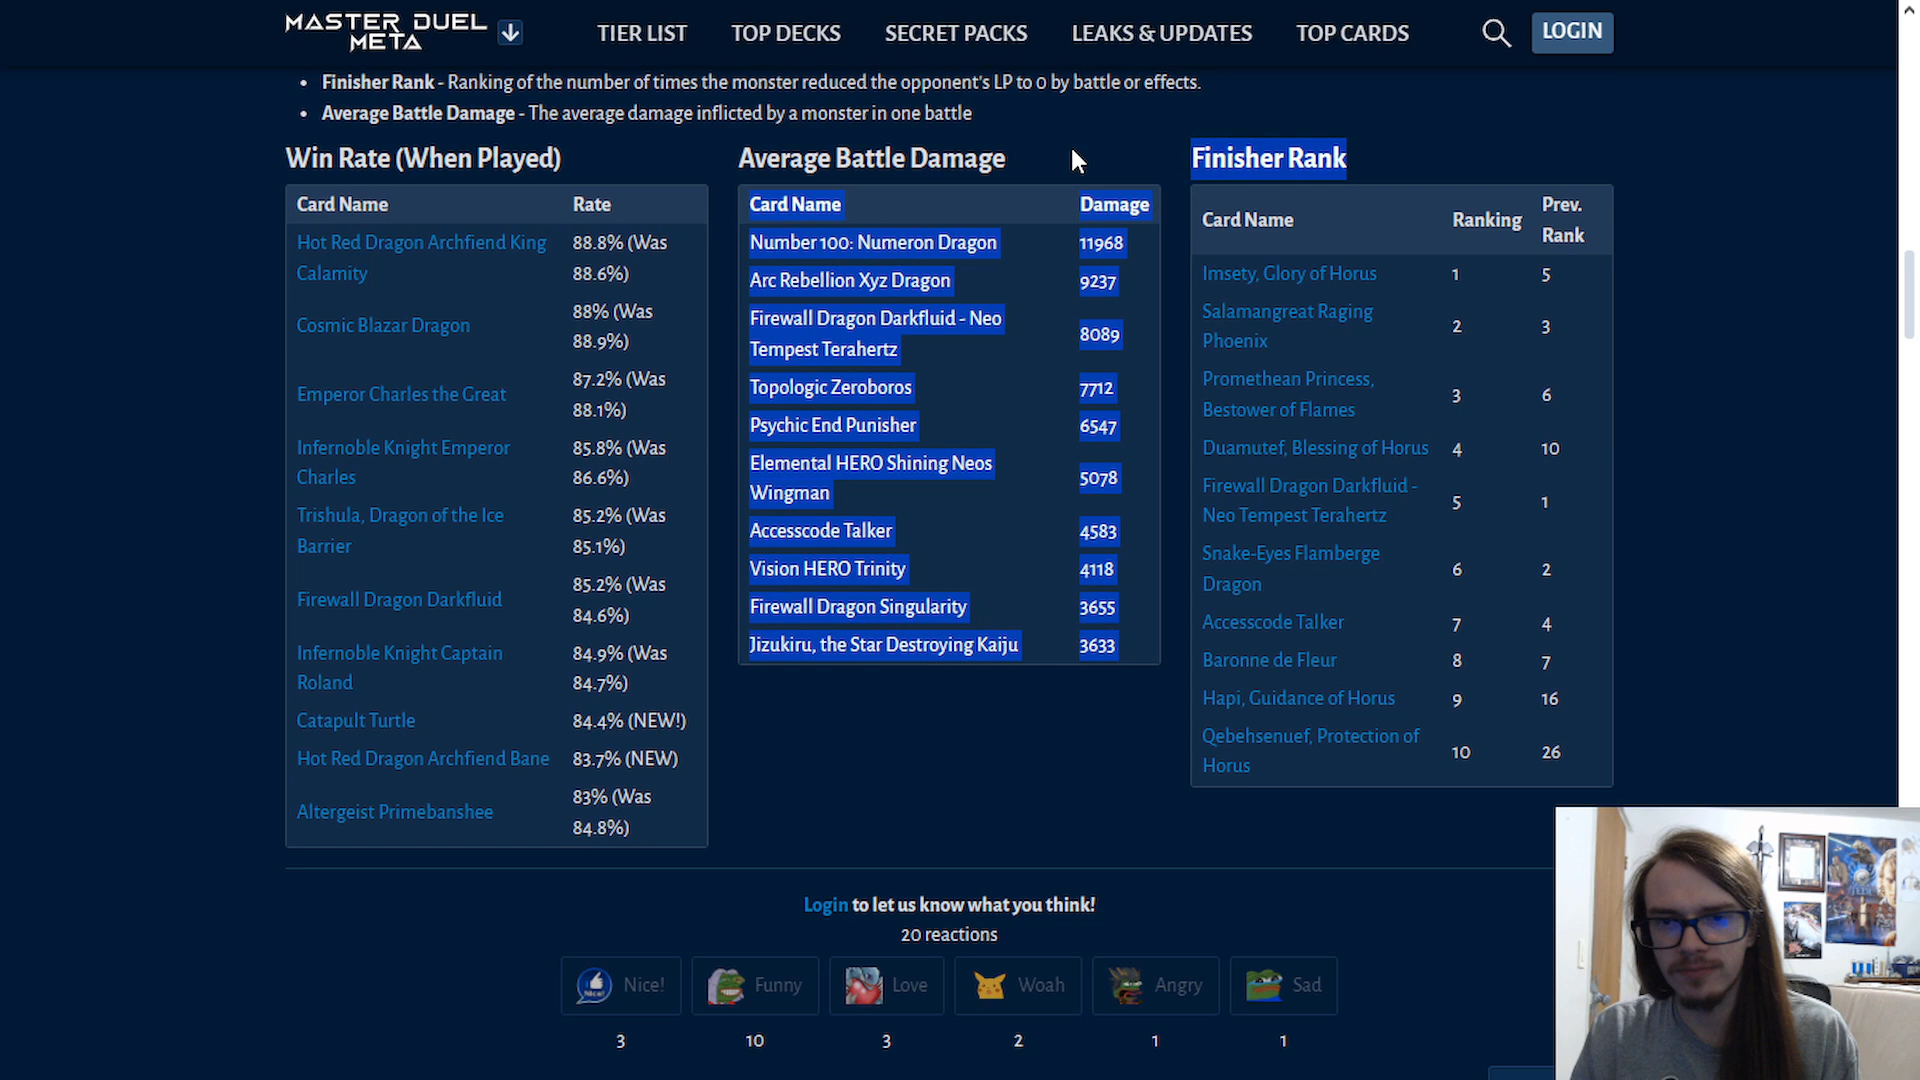 MASTER DUEL
META
TIER LIST
TOP DECKS
SECRET PACKS
LEAKS & UPDATES
TOP CARDS
LOGIN
• Finisher Rank - Ranking of the number of times the monster reduced the opponent's LP to 0 by battle or effects.
• Average Battle Damage - The average damage inflicted by a monster in one battle
Win Rate (When Played)
Card Name Rate
Hot Red Dragon Archfiend King 88.8% (Was
Calamity 88.6%)
Cosmic Blazar Dragon 88% (Was
88.9%)
Emperor Charles the Great 87.2% (Was
88.1%)
Infernoble Knight Emperor 85.8% (Was
Charles 86.6%)
Trishula, Dragon of the Ice 85.2% (Was
Barrier 85.1%)
Firewall Dragon Darkfluid 85.2% (Was
84.6%)
Infernoble Knight Captain 84.9% (Was
Roland 84.7%)
Catapult Turtle 84.4% (NEW!)
Hot Red Dragon Archfiend Bane 83.7% (NEW)
Altergeist Primebanshee 83% (Was
84.8%)
Average Battle Damage
Card Name Damage
Number 100: Numeron Dragon 11968
Arc Rebellion Xyz Dragon 9237
Firewall Dragon Darkfluid - Neo
Tempest Terahertz 8089
Topologic Zeroboros 7712
Psychic End Punisher 6547
Elemental HERO Shining Neos
Wingman 5078
Accesscode Talker 4583
Vision HERO Trinity 4118
Firewall Dragon Singularity 3655
Jizukiru, the Star Destroying Kaiju 3633
Finisher Rank
Card Name Ranking Prev.
Rank
Imsety, Glory of Horus 1 5
Salamangreat Raging
Phoenix 2 3
Promethean Princess,
Bestower of Flames 3 6
Duamutef, Blessing of Horus 4 10
Firewall Dragon Darkfluid -
Neo Tempest Terahertz 5 1
Snake-Eyes Flamberge
Dragon 6 2
Accesscode Talker 7 4
Baronne de Fleur 8 7
Hapi, Guidance of Horus 9 16
Qebehsenuef, Protection of
Horus 10 26
Login to let us know what you think!
20 reactions
Nice!
Funny
Love
Woah
Angry
Sad
3 10 3 2 1 1